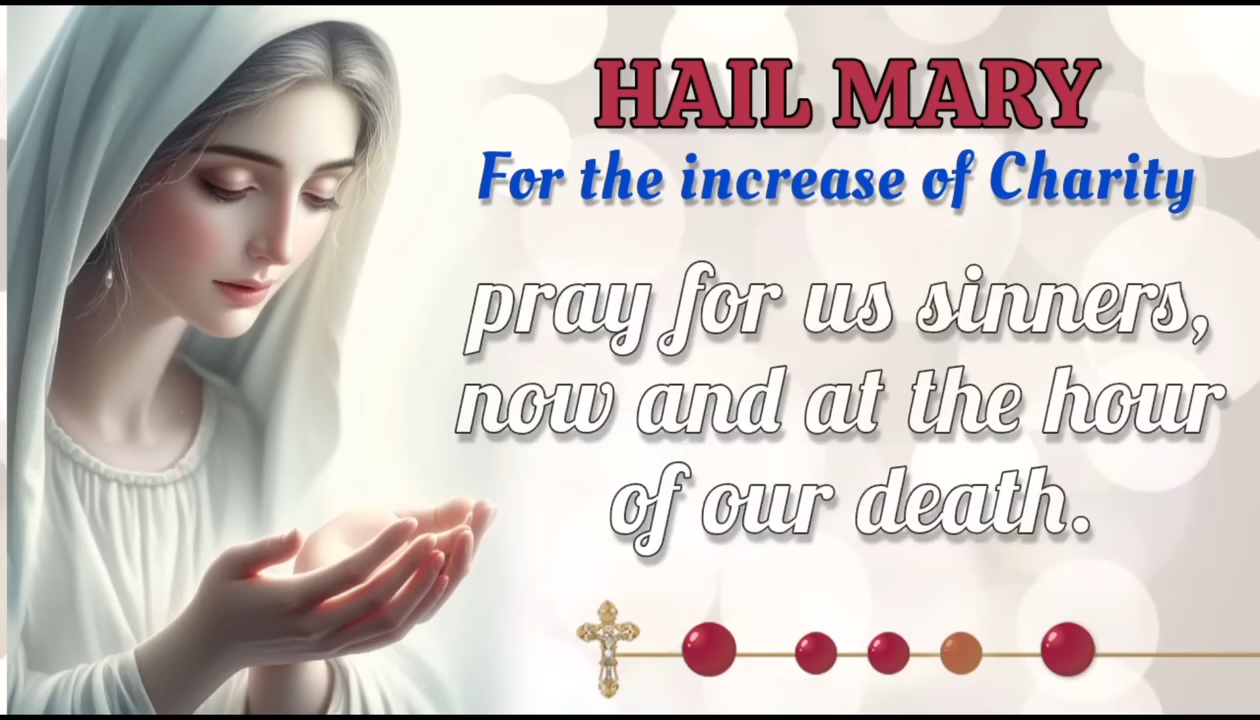 HAIL MARY
For the increase of Charity
pray for us sinners,
now and at the hour
of our death.